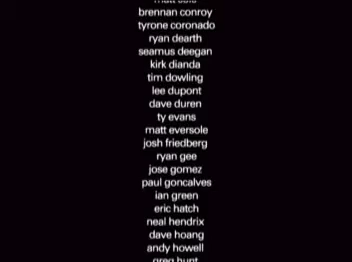 brennan conroy
tyrone coronado
ryan dearth
seamus deegan
kirk dianda
tim dowling
lee dupont
dave duren
ty evans
matt eversole
josh friedberg
ryan gee
jose gomez
paul goncalves
ian green
eric hatch
neal hendrix
dave hoang
andy howell
greg hunt